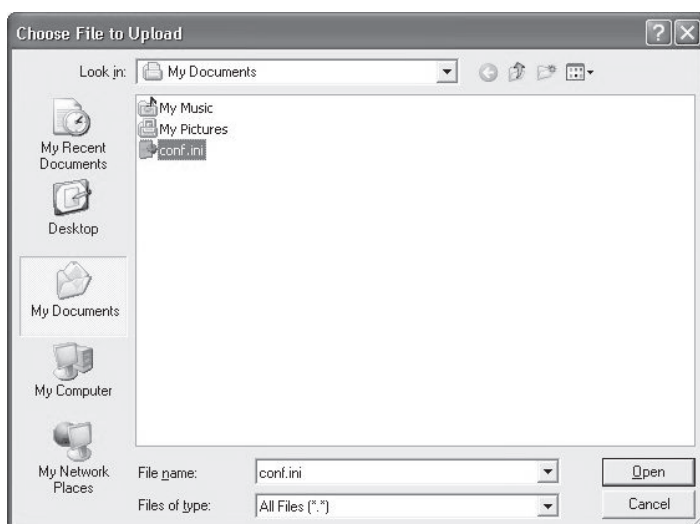 Choose File to Upload
Look in: My Documents
My Recent
Documents
Desktop
My Documents
My Computer
My Network
Places
My Music
My Pictures
conf.ini
File name: conf.ini Open
Files of type: All Files (*.*) Cancel